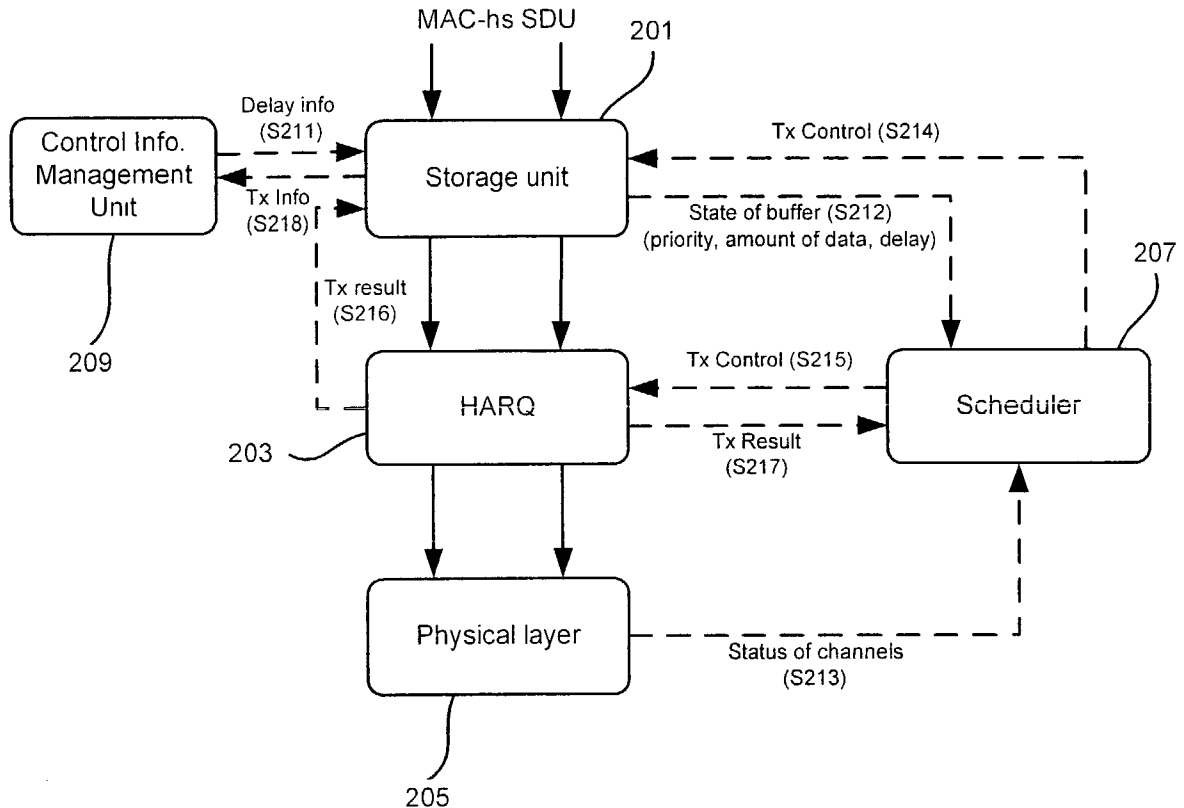 MAC-hs SDU
201
Delay info
(S211)
Control Info.
Management
Unit
Tx Info
(S218)
209
Storage unit
Tx Control (S214)
State of buffer (S212)
(priority, amount of data, delay)
207
Tx result
(S216)
HARQ
203
Tx Control (S215)
Tx Result
(S217)
Scheduler
Physical layer
205
Status of channels
(S213)